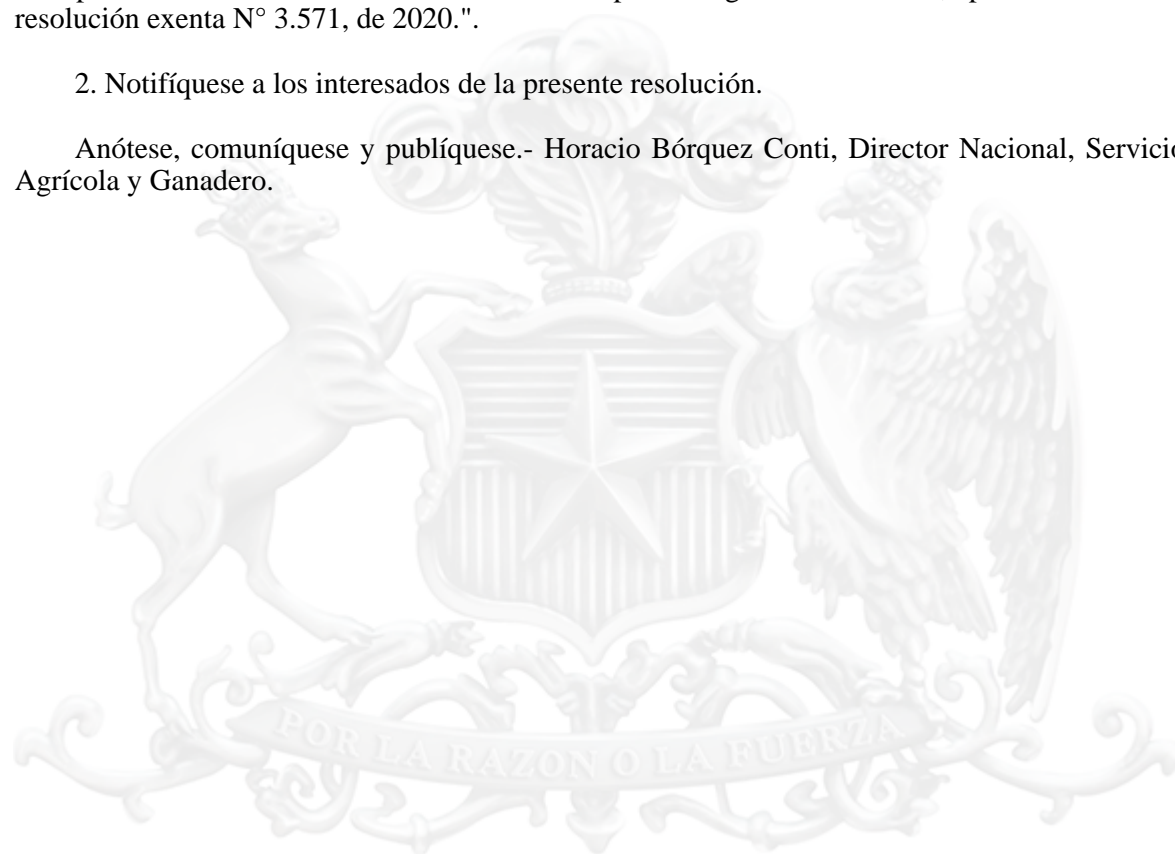 resolución exenta N° 3.571, de 2020.".
2. Notifíquese a los interesados de la presente resolución.
Anótese, comuníquese y publíquese.- Horacio Bórquez Conti, Director Nacional, Servicio
Agrícola y Ganadero.
POR LA RAZON O LA FUERZA